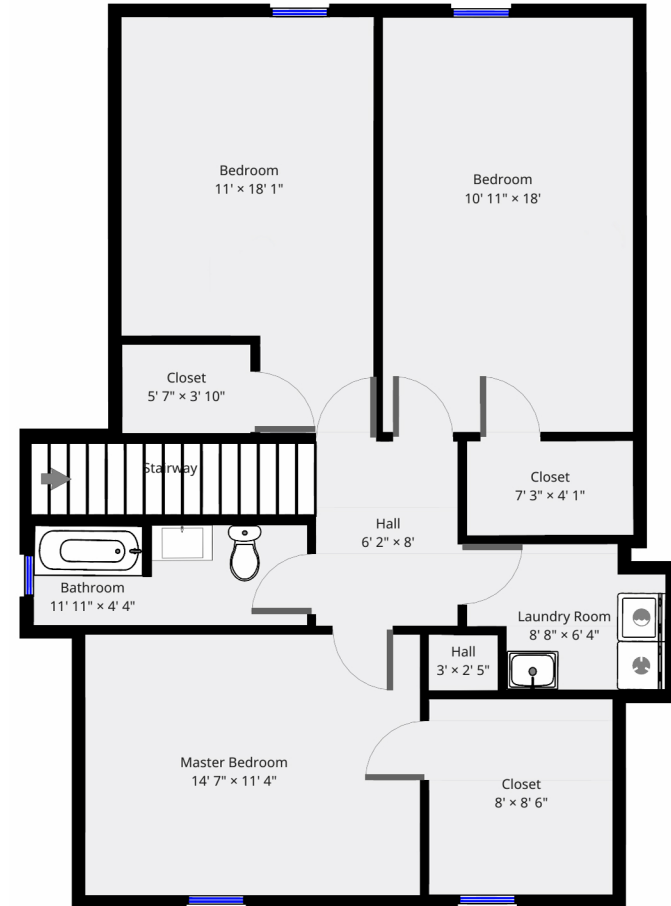 Bedroom
11' × 18' 1"
Bedroom
10' 11" × 18'
Closet
5' 7" × 3' 10"
Stairway
Closet
7' 3" × 4' 1"
Hall
6' 2" × 8'
Bathroom
11' 11" × 4' 4"
Laundry Room
8' 8" × 6' 4"
Hall
3' × 2' 5"
Master Bedroom
14' 7" × 11' 4"
Closet
8' × 8' 6"